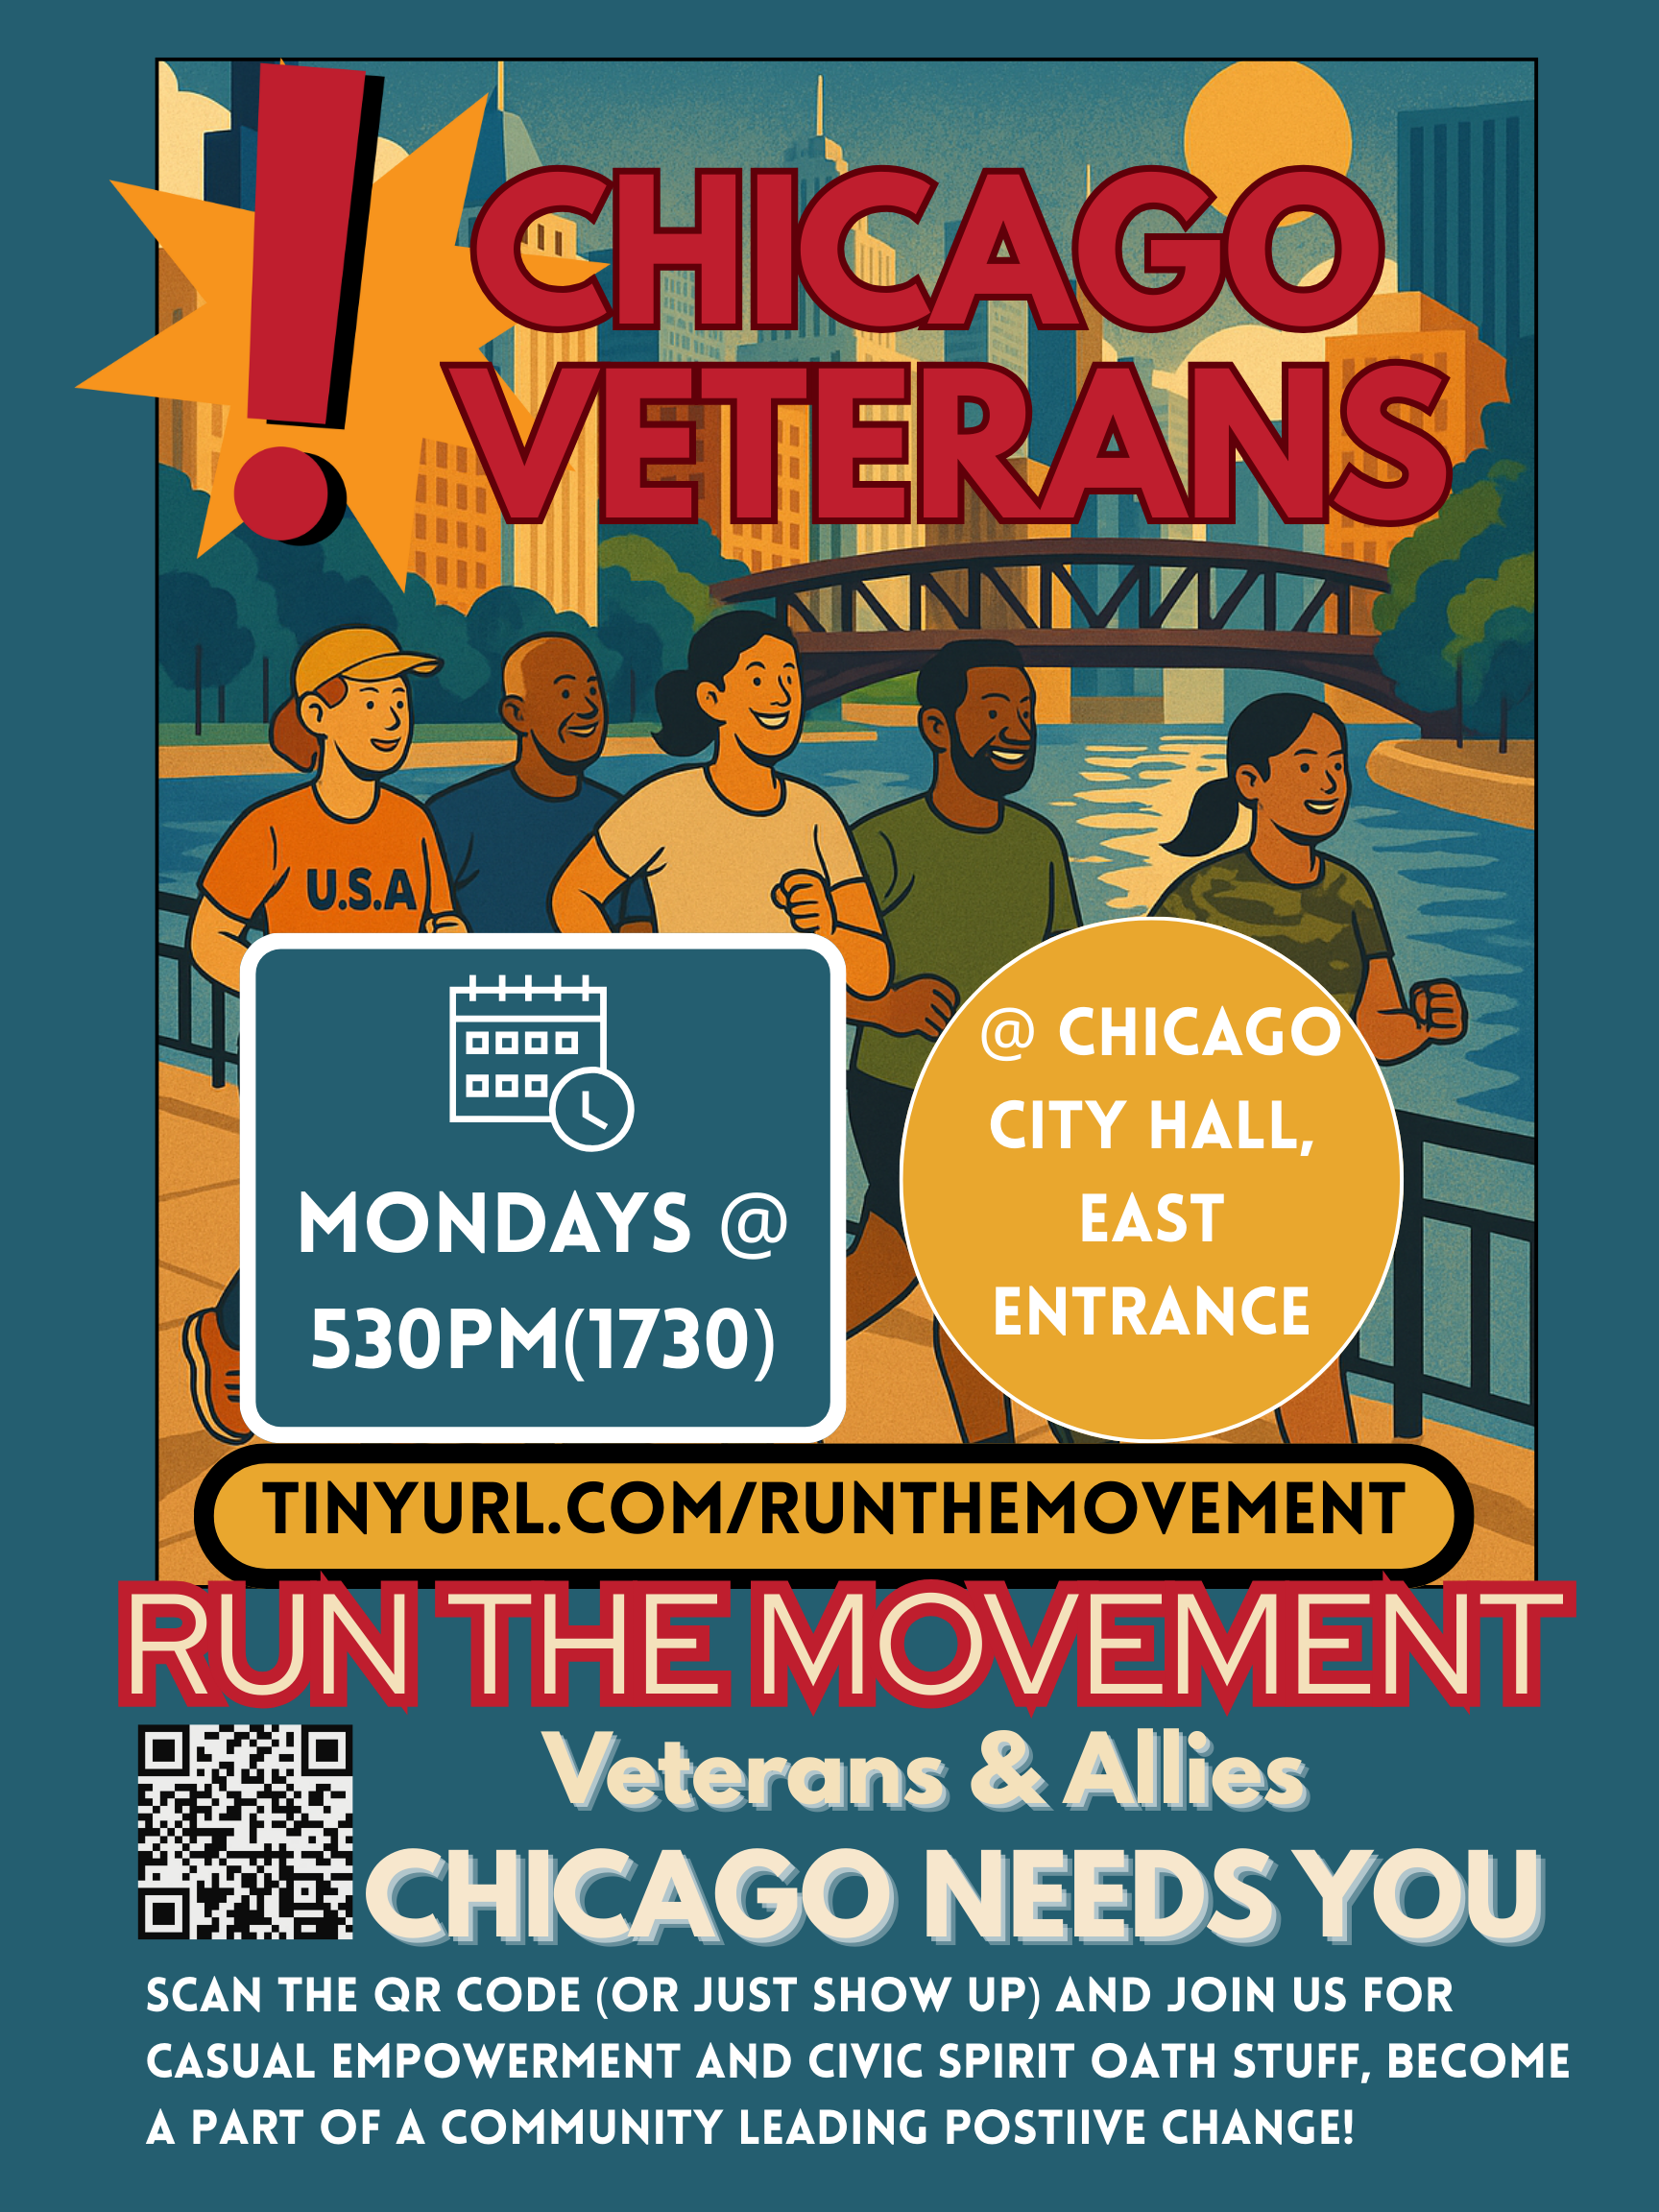 !
CHICAGO
VETERANS
U.S.A
MONDAYS @
530PM(1730)
@ CHICAGO
CITY HALL,
EAST
ENTRANCE
TINYURL.COM/RUNTHEMOVEMENT
RUN THE MOVEMENT
Veterans & Allies
CHICAGO NEEDS YOU
SCAN THE QR CODE (OR JUST SHOW UP) AND JOIN US FOR
CASUAL EMPOWERMENT AND CIVIC SPIRIT OATH STUFF, BECOME
A PART OF A COMMUNITY LEADING POSTIIVE CHANGE!